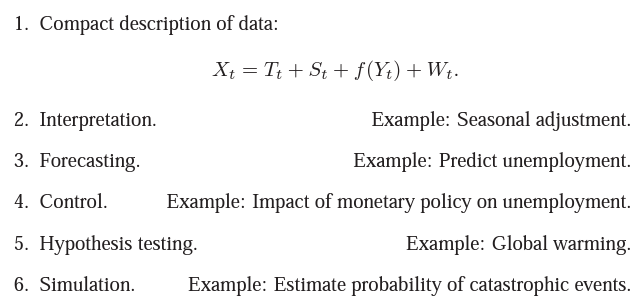 1. Compact description of data:
X_t = T_t + S_t + f(Y_t) + W_t.
2. Interpretation. Example: Seasonal adjustment.
3. Forecasting. Example: Predict unemployment.
4. Control. Example: Impact of monetary policy on unemployment.
5. Hypothesis testing. Example: Global warming.
6. Simulation. Example: Estimate probability of catastrophic events.